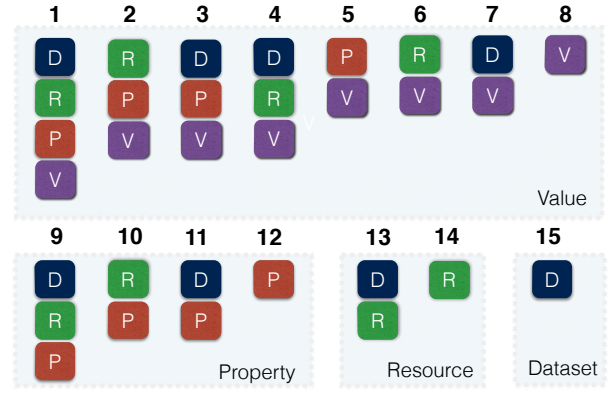 1 2 3 4 5 6 7 8
D R D D P R D V
R P P R V V V
P V V V V
V
Value
9 10 11 12 13 14 15
D R D P D R D
R P P R
P
Property Resource Dataset